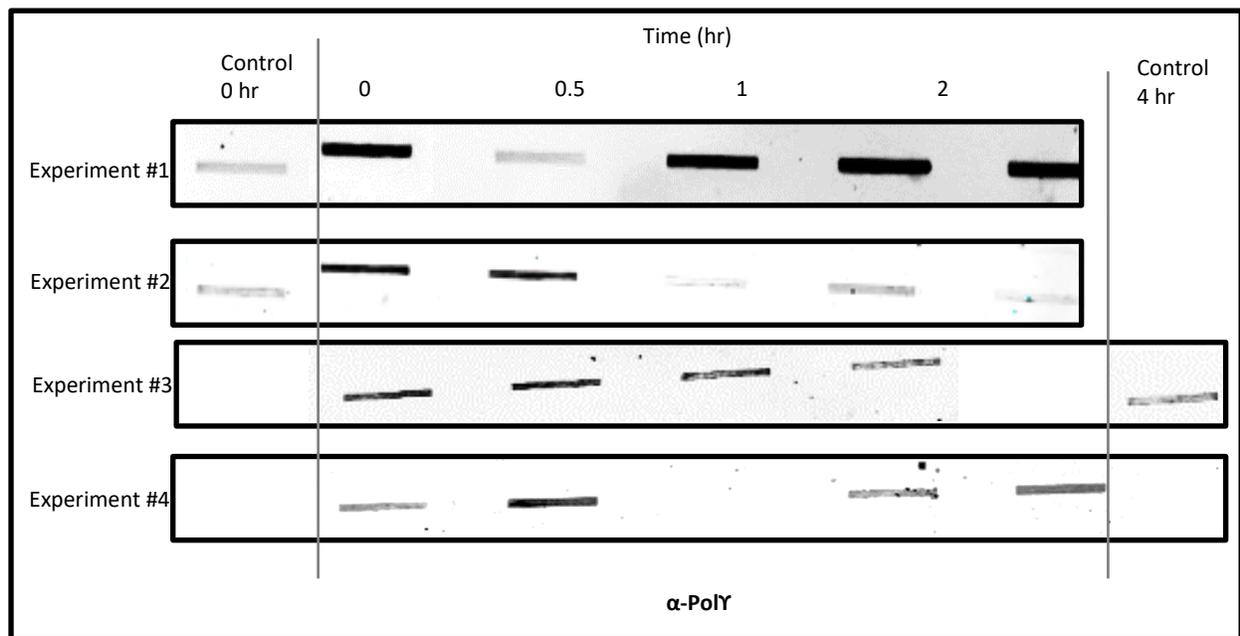 Time (hr)
Control
0 hr
0
0.5
1
2
Control
4 hr
Experiment #1
Experiment #2
Experiment #3
Experiment #4
α-Polϒ